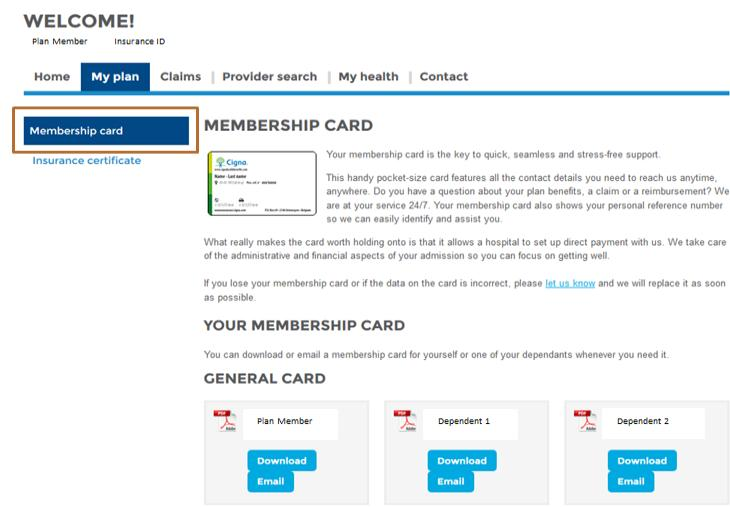 WELCOME!
Plan Member Insurance ID
Home My plan Claims Provider search My health Contact
Membership card
Insurance certificate
MEMBERSHIP CARD
Cigna.
Name - Last name
Your membership card is the key to quick, seamless and stress-free support.
This handy pocket-size card features all the contact details you need to reach us anytime,
anywhere. Do you have a question about your plan benefits, a claim or a reimbursement? We
are at your service 24/7. Your membership card also shows your personal reference number
so we can easily identify and assist you.
What really makes the card worth holding onto is that it allows a hospital to set up direct payment with us. We take care
of the administrative and financial aspects of your admission so you can focus on getting well.
If you lose your membership card or if the data on the card is incorrect, please let us know and we will replace it as soon
as possible.
YOUR MEMBERSHIP CARD
You can download or email a membership card for yourself or one of your dependants whenever you need it.
GENERAL CARD
PDF Adobe Plan Member
Download
Email
PDF Adobe Dependent 1
Download
Email
PDF Adobe Dependent 2
Download
Email